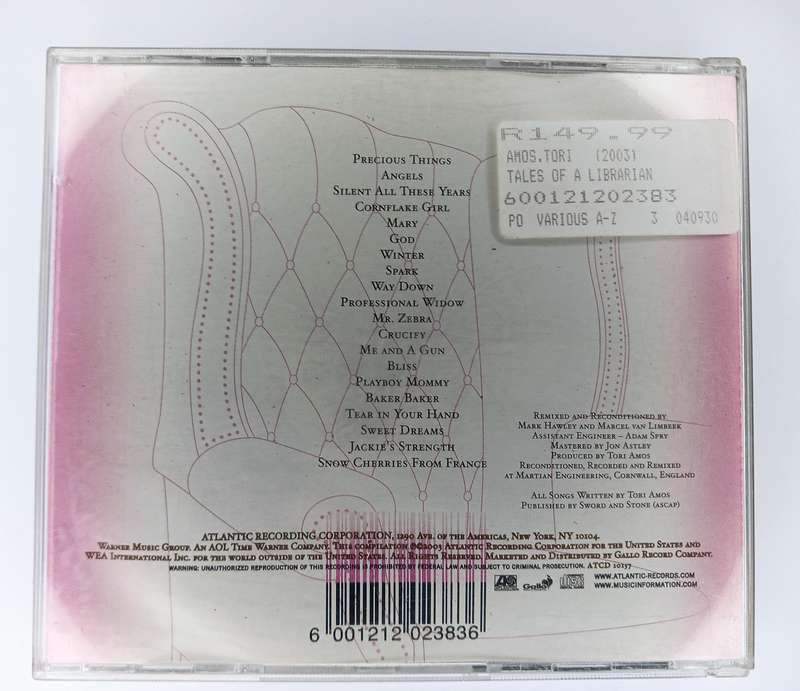 R149.99
AMOS.TORI (2003)
TALES OF A LIBRARIAN
600121202383
PO VARIOUS A-Z 3 040930
PRECIOUS THINGS
ANGELS
SILENT ALL THESE YEARS
CORNFLAKE GIRL
MARY
GOD
WINTER
SPARK
WAY DOWN
PROFESSIONAL WIDOW
MR. ZEBRA
CRUCIFY
ME AND A GUN
BLISS
PLAYBOY MOMMY
BAKER BAKER
TEAR IN YOUR HAND
SWEET DREAMS
JACKIE'S STRENGTH
SNOW CHERRIES FROM FRANCE
REMIXED AND RECONDITIONED BY
MARK HAWLEY AND MARCEL VAN LIMBEEK
ASSISTANT ENGINEER – ADAM SPRY
MASTERED BY JON ASTLEY
PRODUCED BY TORI AMOS
RECONDITIONED, RECORDED AND REMIXED
AT MARTIAN ENGINEERING, CORNWALL, ENGLAND
ALL SONGS WRITTEN BY TORI AMOS
PUBLISHED BY SWORD AND STONE (ASCAP)
ATLANTIC RECORDING CORPORATION, 1290 AVE. OF THE AMERICAS, NEW YORK, NY 10104.
WARNER MUSIC GROUP. AN AOL TIME WARNER COMPANY. THIS COMPILATION ℗©2003 ATLANTIC RECORDING CORPORATION FOR THE UNITED STATES AND
WEA INTERNATIONAL INC. FOR THE WORLD OUTSIDE OF THE UNITED STATES. ALL RIGHTS RESERVED. MARKETED AND DISTRIBUTED BY GALLO RECORD COMPANY.
WARNING: UNAUTHORIZED REPRODUCTION OF THIS RECORDING IS PROHIBITED BY FEDERAL LAW AND SUBJECT TO CRIMINAL PROSECUTION. ATCD 10157
Gallo
WWW.ATLANTIC-RECORDS.COM
WWW.MUSICINFORMATION.COM
6 001212 023836